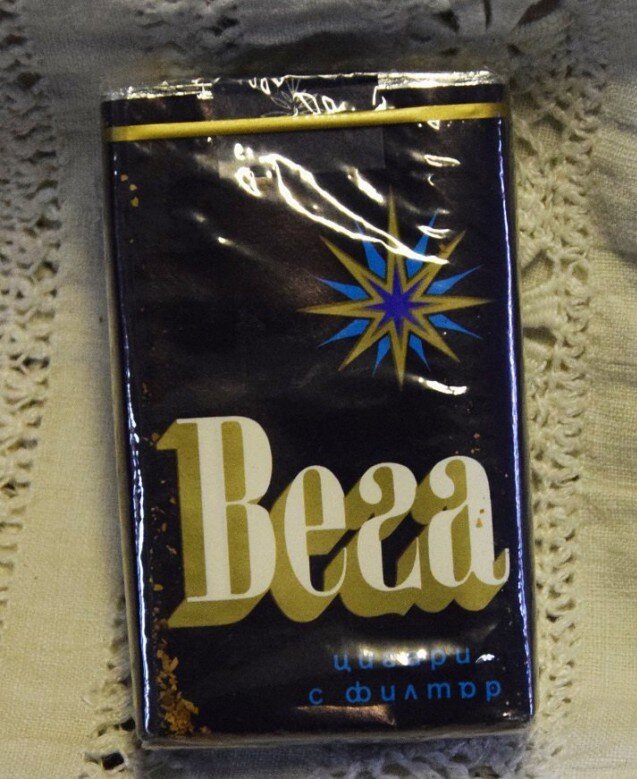 Вега
цигари
с филтър